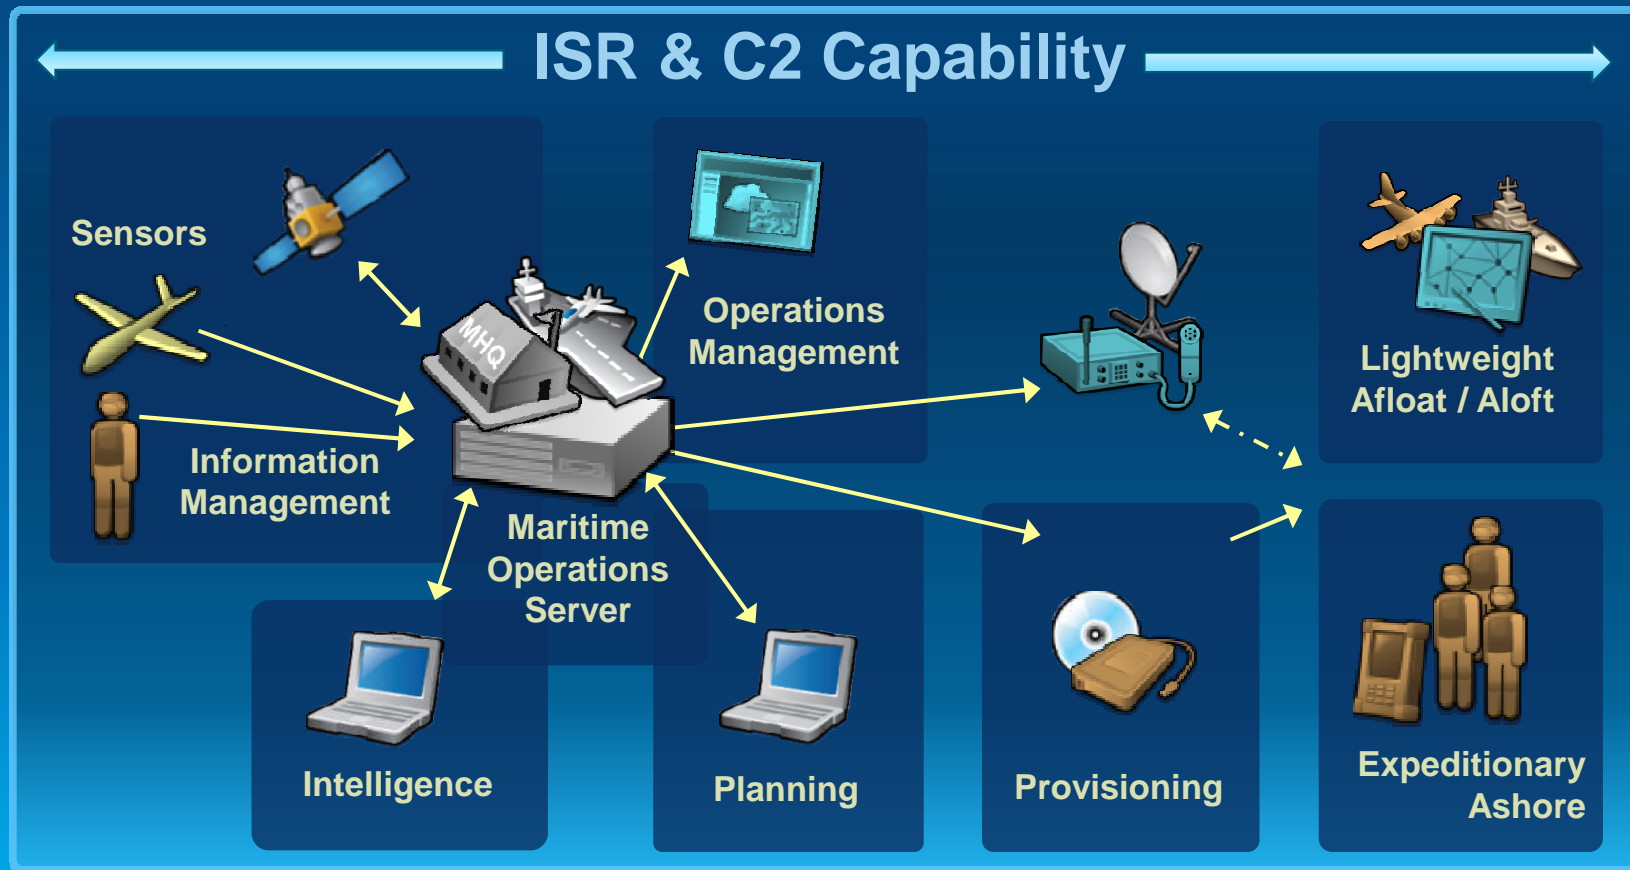 ISR & C2 Capability
Sensors
MHQ
Operations
Management
Lightweight
Afloat / Aloft
Information
Management
Maritime
Operations
Server
Intelligence
Planning
Provisioning
Expeditionary
Ashore